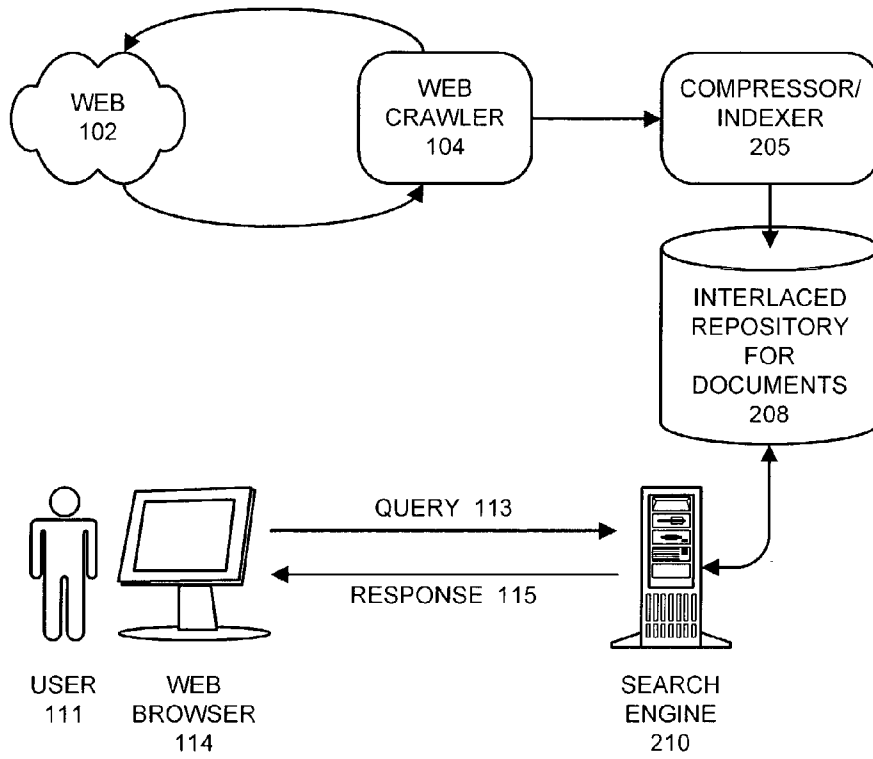 WEB
102
WEB
CRAWLER
104
COMPRESSOR/
INDEXER
205
INTERLACED
REPOSITORY
FOR
DOCUMENTS
208
QUERY 113
RESPONSE 115
USER
111
WEB
BROWSER
114
SEARCH
ENGINE
210